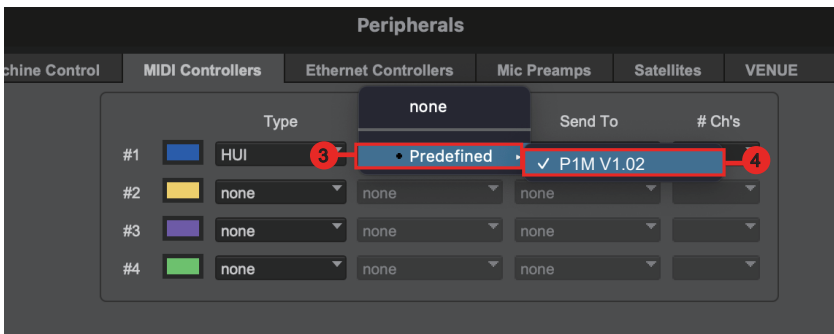 Peripherals
chine Control MIDI Controllers Ethernet Controllers Mic Preamps Satellites VENUE
none
Type Send To # Ch's
#1 HUI 3 Predefined ✓ P1M V1.02 4
#2 none none none
#3 none none none
#4 none none none